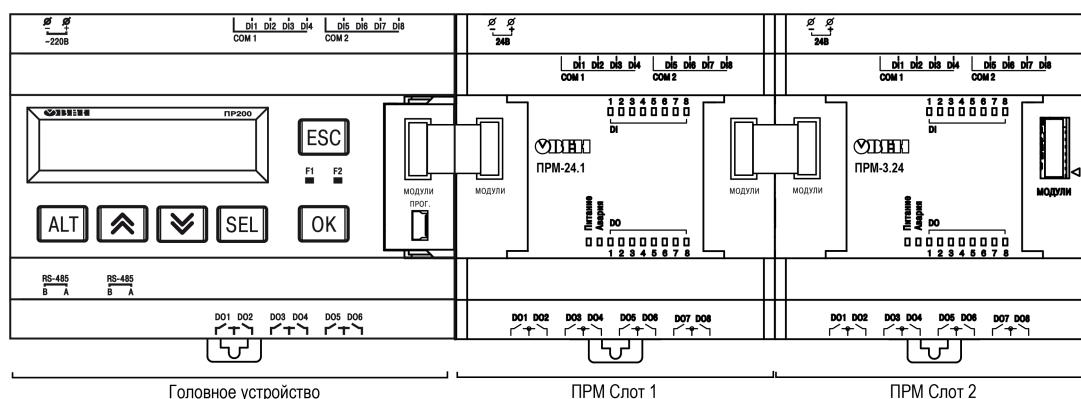 - +
~220В
DI1 DI2 DI3 DI4
COM 1
DI5 DI6 DI7 DI8
COM 2
- +
24В
DI1 DI2 DI3 DI4
COM 1
DI5 DI6 DI7 DI8
COM 2
- +
24В
DI1 DI2 DI3 DI4
COM 1
DI5 DI6 DI7 DI8
COM 2
ОВЕН
ПР200
ESC
F1 F2
ALT
SEL
OK
МОДУЛИ
ПРОГ.
МОДУЛИ
1 2 3 4 5 6 7 8
DI
ОВЕН
ПРМ-24.1
Питание
Авария
DO
1 2 3 4 5 6 7 8
МОДУЛИ
МОДУЛИ
1 2 3 4 5 6 7 8
DI
ОВЕН
ПРМ-3.24
Питание
Авария
DO
1 2 3 4 5 6 7 8
МОДУЛИ
RS-485
B A
RS-485
B A
DO1 DO2 DO3 DO4 DO5 DO6
DO1 DO2 DO3 DO4 DO5 DO6 DO7 DO8
DO1 DO2 DO3 DO4 DO5 DO6 DO7 DO8
Головное устройство
ПРМ Слот 1
ПРМ Слот 2